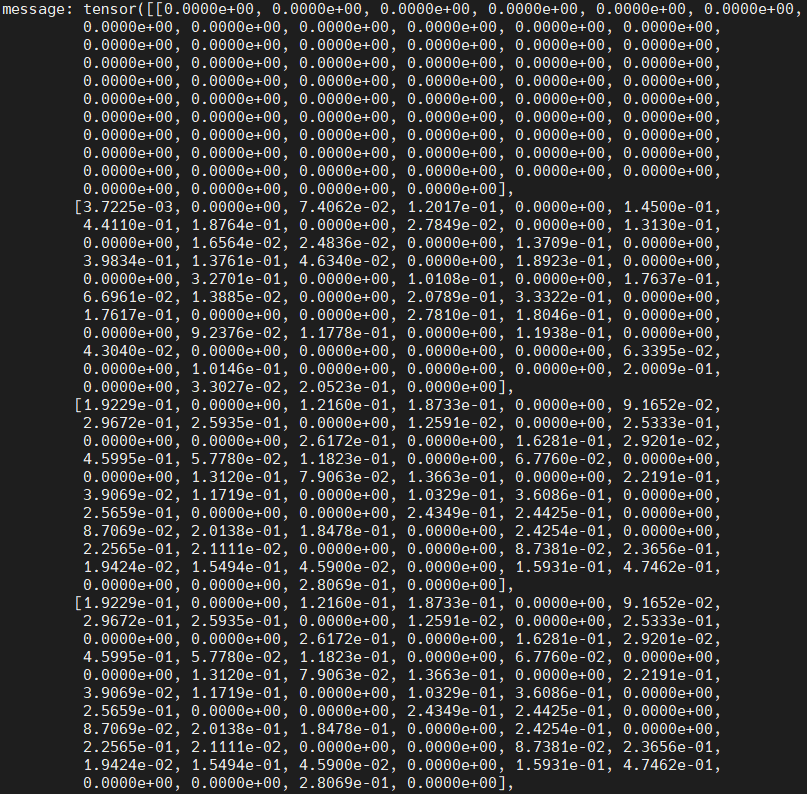 message: tensor([[0.0000e+00, 0.0000e+00, 0.0000e+00, 0.0000e+00, 0.0000e+00, 0.0000e+00,
0.0000e+00, 0.0000e+00, 0.0000e+00, 0.0000e+00, 0.0000e+00, 0.0000e+00,
0.0000e+00, 0.0000e+00, 0.0000e+00, 0.0000e+00, 0.0000e+00, 0.0000e+00,
0.0000e+00, 0.0000e+00, 0.0000e+00, 0.0000e+00, 0.0000e+00, 0.0000e+00,
0.0000e+00, 0.0000e+00, 0.0000e+00, 0.0000e+00, 0.0000e+00, 0.0000e+00,
0.0000e+00, 0.0000e+00, 0.0000e+00, 0.0000e+00, 0.0000e+00, 0.0000e+00,
0.0000e+00, 0.0000e+00, 0.0000e+00, 0.0000e+00, 0.0000e+00, 0.0000e+00,
0.0000e+00, 0.0000e+00, 0.0000e+00, 0.0000e+00, 0.0000e+00, 0.0000e+00,
0.0000e+00, 0.0000e+00, 0.0000e+00, 0.0000e+00, 0.0000e+00, 0.0000e+00,
0.0000e+00, 0.0000e+00, 0.0000e+00, 0.0000e+00, 0.0000e+00, 0.0000e+00,
0.0000e+00, 0.0000e+00, 0.0000e+00, 0.0000e+00],
[3.7225e-03, 0.0000e+00, 7.4062e-02, 1.2017e-01, 0.0000e+00, 1.4500e-01,
4.4110e-01, 1.8764e-01, 0.0000e+00, 2.7849e-02, 0.0000e+00, 1.3130e-01,
0.0000e+00, 1.6564e-02, 2.4836e-02, 0.0000e+00, 1.3709e-01, 0.0000e+00,
3.9834e-01, 1.3761e-01, 4.6340e-02, 0.0000e+00, 1.8923e-01, 0.0000e+00,
0.0000e+00, 3.2701e-01, 0.0000e+00, 1.0108e-01, 0.0000e+00, 1.7637e-01,
6.6961e-02, 1.3885e-02, 0.0000e+00, 2.0789e-01, 3.3322e-01, 0.0000e+00,
1.7617e-01, 0.0000e+00, 0.0000e+00, 2.7810e-01, 1.8046e-01, 0.0000e+00,
0.0000e+00, 9.2376e-02, 1.1778e-01, 0.0000e+00, 1.1938e-01, 0.0000e+00,
4.3040e-02, 0.0000e+00, 0.0000e+00, 0.0000e+00, 0.0000e+00, 6.3395e-02,
0.0000e+00, 1.0146e-01, 0.0000e+00, 0.0000e+00, 0.0000e+00, 2.0009e-01,
0.0000e+00, 3.3027e-02, 2.0523e-01, 0.0000e+00],
[1.9229e-01, 0.0000e+00, 1.2160e-01, 1.8733e-01, 0.0000e+00, 9.1652e-02,
2.9672e-01, 2.5935e-01, 0.0000e+00, 1.2591e-02, 0.0000e+00, 2.5333e-01,
0.0000e+00, 0.0000e+00, 2.6172e-01, 0.0000e+00, 1.6281e-01, 2.9201e-02,
4.5995e-01, 5.7780e-02, 1.1823e-01, 0.0000e+00, 6.7760e-02, 0.0000e+00,
0.0000e+00, 1.3120e-01, 7.9063e-02, 1.3663e-01, 0.0000e+00, 2.2191e-01,
3.9069e-02, 1.1719e-01, 0.0000e+00, 1.0329e-01, 3.6086e-01, 0.0000e+00,
2.5659e-01, 0.0000e+00, 0.0000e+00, 2.4349e-01, 2.4425e-01, 0.0000e+00,
8.7069e-02, 2.0138e-01, 1.8478e-01, 0.0000e+00, 2.4254e-01, 0.0000e+00,
2.2565e-01, 2.1111e-02, 0.0000e+00, 0.0000e+00, 8.7381e-02, 2.3656e-01,
1.9424e-02, 1.5494e-01, 4.5900e-02, 0.0000e+00, 1.5931e-01, 4.7462e-01,
0.0000e+00, 0.0000e+00, 2.8069e-01, 0.0000e+00],
[1.9229e-01, 0.0000e+00, 1.2160e-01, 1.8733e-01, 0.0000e+00, 9.1652e-02,
2.9672e-01, 2.5935e-01, 0.0000e+00, 1.2591e-02, 0.0000e+00, 2.5333e-01,
0.0000e+00, 0.0000e+00, 2.6172e-01, 0.0000e+00, 1.6281e-01, 2.9201e-02,
4.5995e-01, 5.7780e-02, 1.1823e-01, 0.0000e+00, 6.7760e-02, 0.0000e+00,
0.0000e+00, 1.3120e-01, 7.9063e-02, 1.3663e-01, 0.0000e+00, 2.2191e-01,
3.9069e-02, 1.1719e-01, 0.0000e+00, 1.0329e-01, 3.6086e-01, 0.0000e+00,
2.5659e-01, 0.0000e+00, 0.0000e+00, 2.4349e-01, 2.4425e-01, 0.0000e+00,
8.7069e-02, 2.0138e-01, 1.8478e-01, 0.0000e+00, 2.4254e-01, 0.0000e+00,
2.2565e-01, 2.1111e-02, 0.0000e+00, 0.0000e+00, 8.7381e-02, 2.3656e-01,
1.9424e-02, 1.5494e-01, 4.5900e-02, 0.0000e+00, 1.5931e-01, 4.7462e-01,
0.0000e+00, 0.0000e+00, 2.8069e-01, 0.0000e+00],